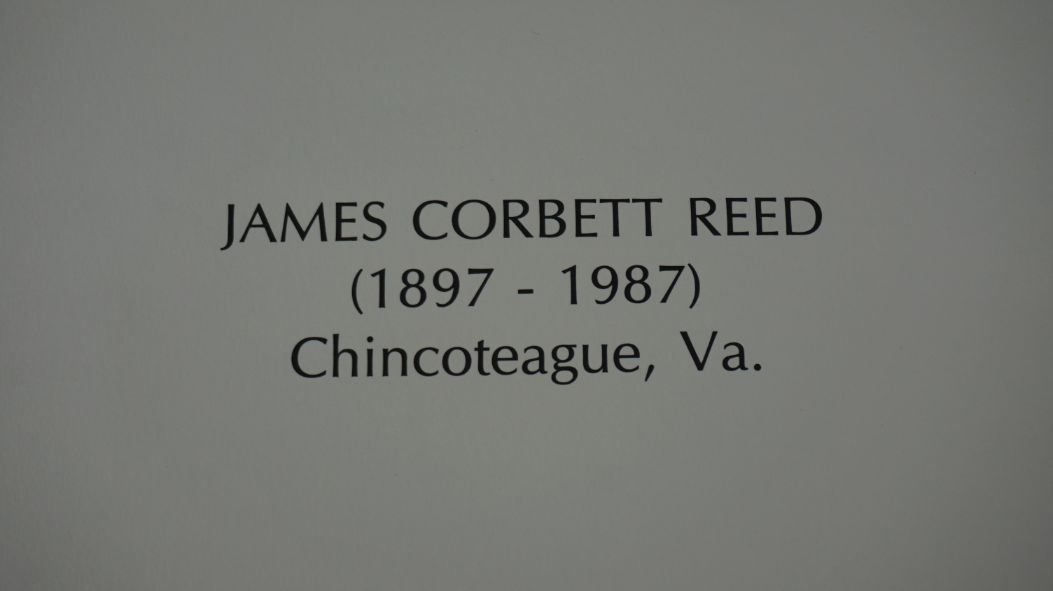 JAMES CORBETT REED
(1897 - 1987)
Chincoteague, Va.